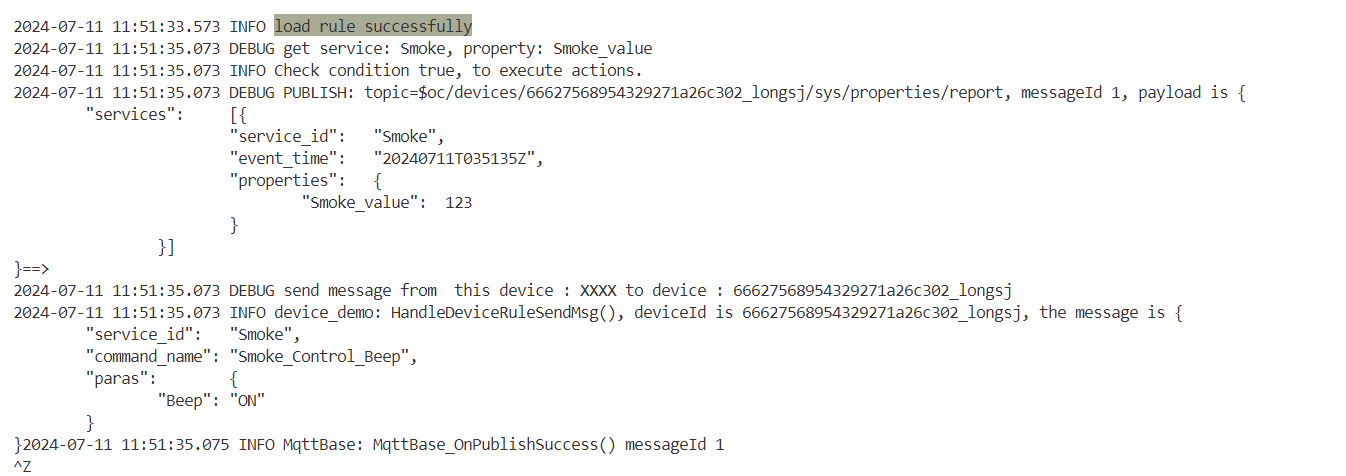 2024-07-11 11:51:33.573 INFO load rule successfully
2024-07-11 11:51:35.073 DEBUG get service: Smoke, property: Smoke_value
2024-07-11 11:51:35.073 INFO Check condition true, to execute actions.
2024-07-11 11:51:35.073 DEBUG PUBLISH: topic=$oc/devices/66627568954329271a26c302_longsj/sys/properties/report, messageId 1, payload is {
        "services":     [{
                        "service_id":   "Smoke",
                        "event_time":   "20240711T035135Z",
                        "properties":   {
                                "Smoke_value":  123
                        }
                }]
}==>
2024-07-11 11:51:35.073 DEBUG send message from  this device : XXXX to device : 66627568954329271a26c302_longsj
2024-07-11 11:51:35.073 INFO device_demo: HandleDeviceRuleSendMsg(), deviceId is 66627568954329271a26c302_longsj, the message is {
        "service_id":   "Smoke",
        "command_name": "Smoke_Control_Beep",
        "paras":        {
                "Beep": "ON"
        }
}2024-07-11 11:51:35.075 INFO MqttBase: MqttBase_OnPublishSuccess() messageId 1
^Z